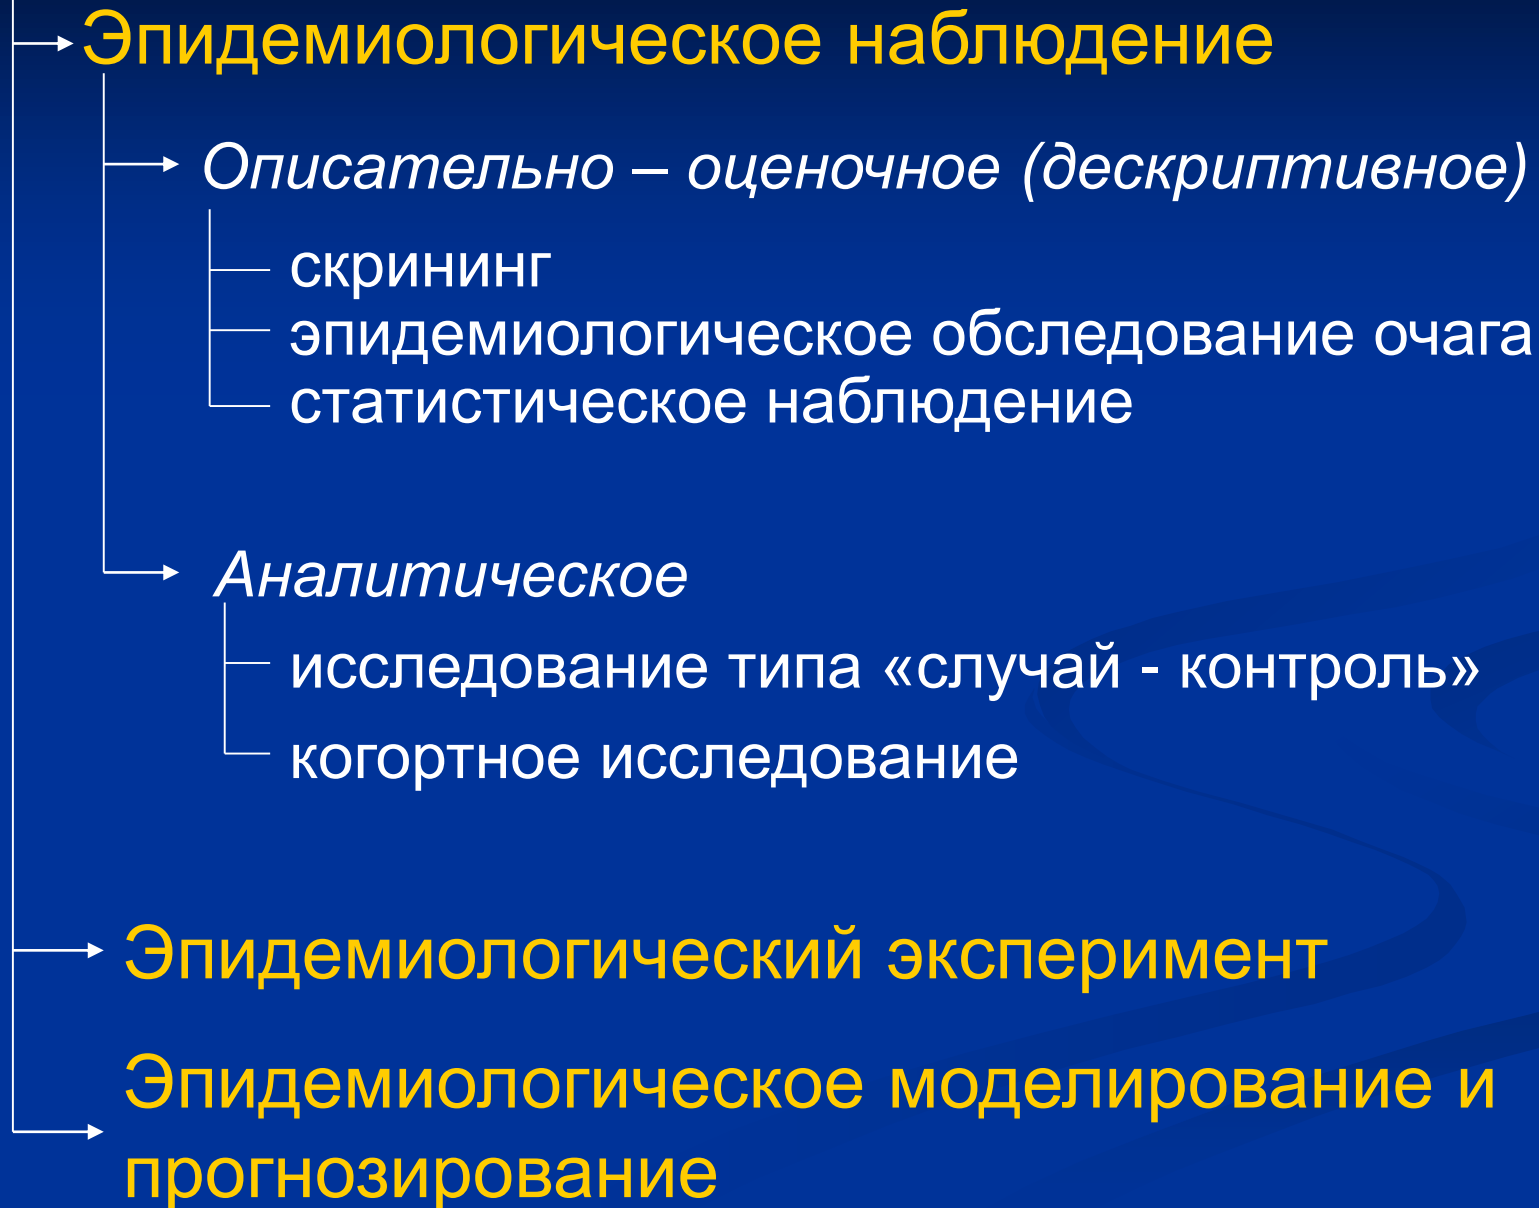 Эпидемиологическое наблюдение
Описательно – оценочное (дескриптивное)
скрининг
эпидемиологическое обследование очага
статистическое наблюдение
Аналитическое
исследование типа «случай - контроль»
когортное исследование
Эпидемиологический эксперимент
Эпидемиологическое моделирование и
прогнозирование